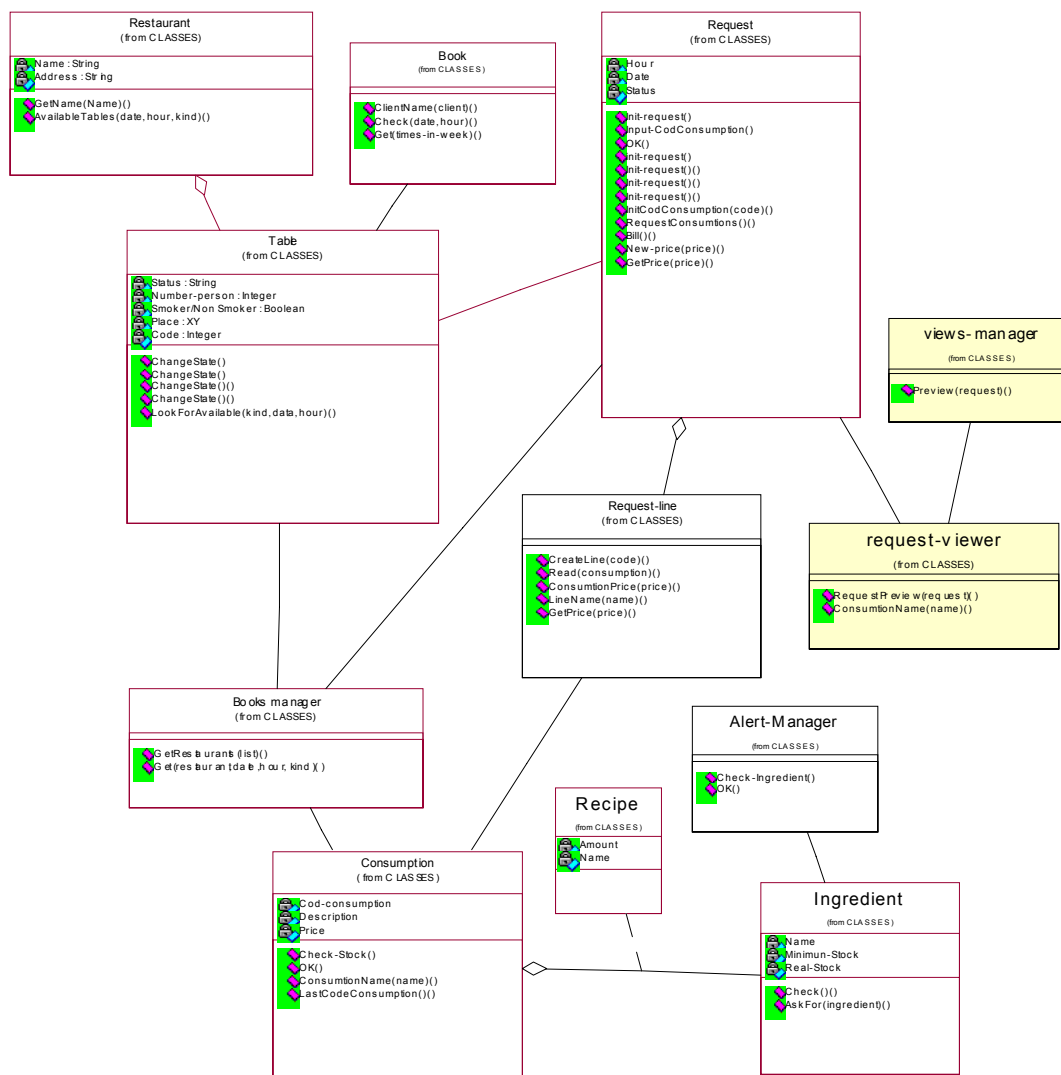 Restaurant
(from CLASSES)
Name : String
Address : String
GetName(Name)()
AvailableTables(date,hour,kind)()
Book
(from CLASSES)
ClientName(client)()
Check(date,hour)()
Get(times-in-week)()
Request
(from CLASSES)
Hour
Date
Status
Init-request()
Input-CodConsumption()
OK()
init-request()
Init-request()()
init-request()()
Init-request()()
InitCodConsumption(code)()
RequestConsumtions()()
Bill()()
New-price(price)()
GetPrice(price)()
Table
(from CLASSES)
Status : String
Number-person : Integer
Smoker/Non Smoker : Boolean
Place : XY
Code : Integer
ChangeState()
ChangeState()
ChangeState()()
ChangeState()()
LookForAvailable(kind,data,hour)()
views-manager
(from CLASSES)
Preview(request)()
Request-line
(from CLASSES)
CreateLine(code)()
Read(consumption)()
ConsumtionPrice(price)()
LineName(name)()
GetPrice(price)()
request-viewer
(from CLASSES)
RequestPreview(request)()
ConsumtionName(name)()
Books manager
(from CLASSES)
GetRestaurants(list)()
Get(restaurant,date,hour,kind)()
Alert-Manager
(from CLASSES)
Check-Ingredient()
OK()
Recipe
(from CLASSES)
Amount
Name
Consumption
(from CLASSES)
Cod-consumption
Description
Price
Check-Stock()
OK()
ConsumtionName(name)()
LastCodeConsumption()()
Ingredient
(from CLASSES)
Name
Minimun-Stock
Real-Stock
Check()()
AskFor(ingredient)()